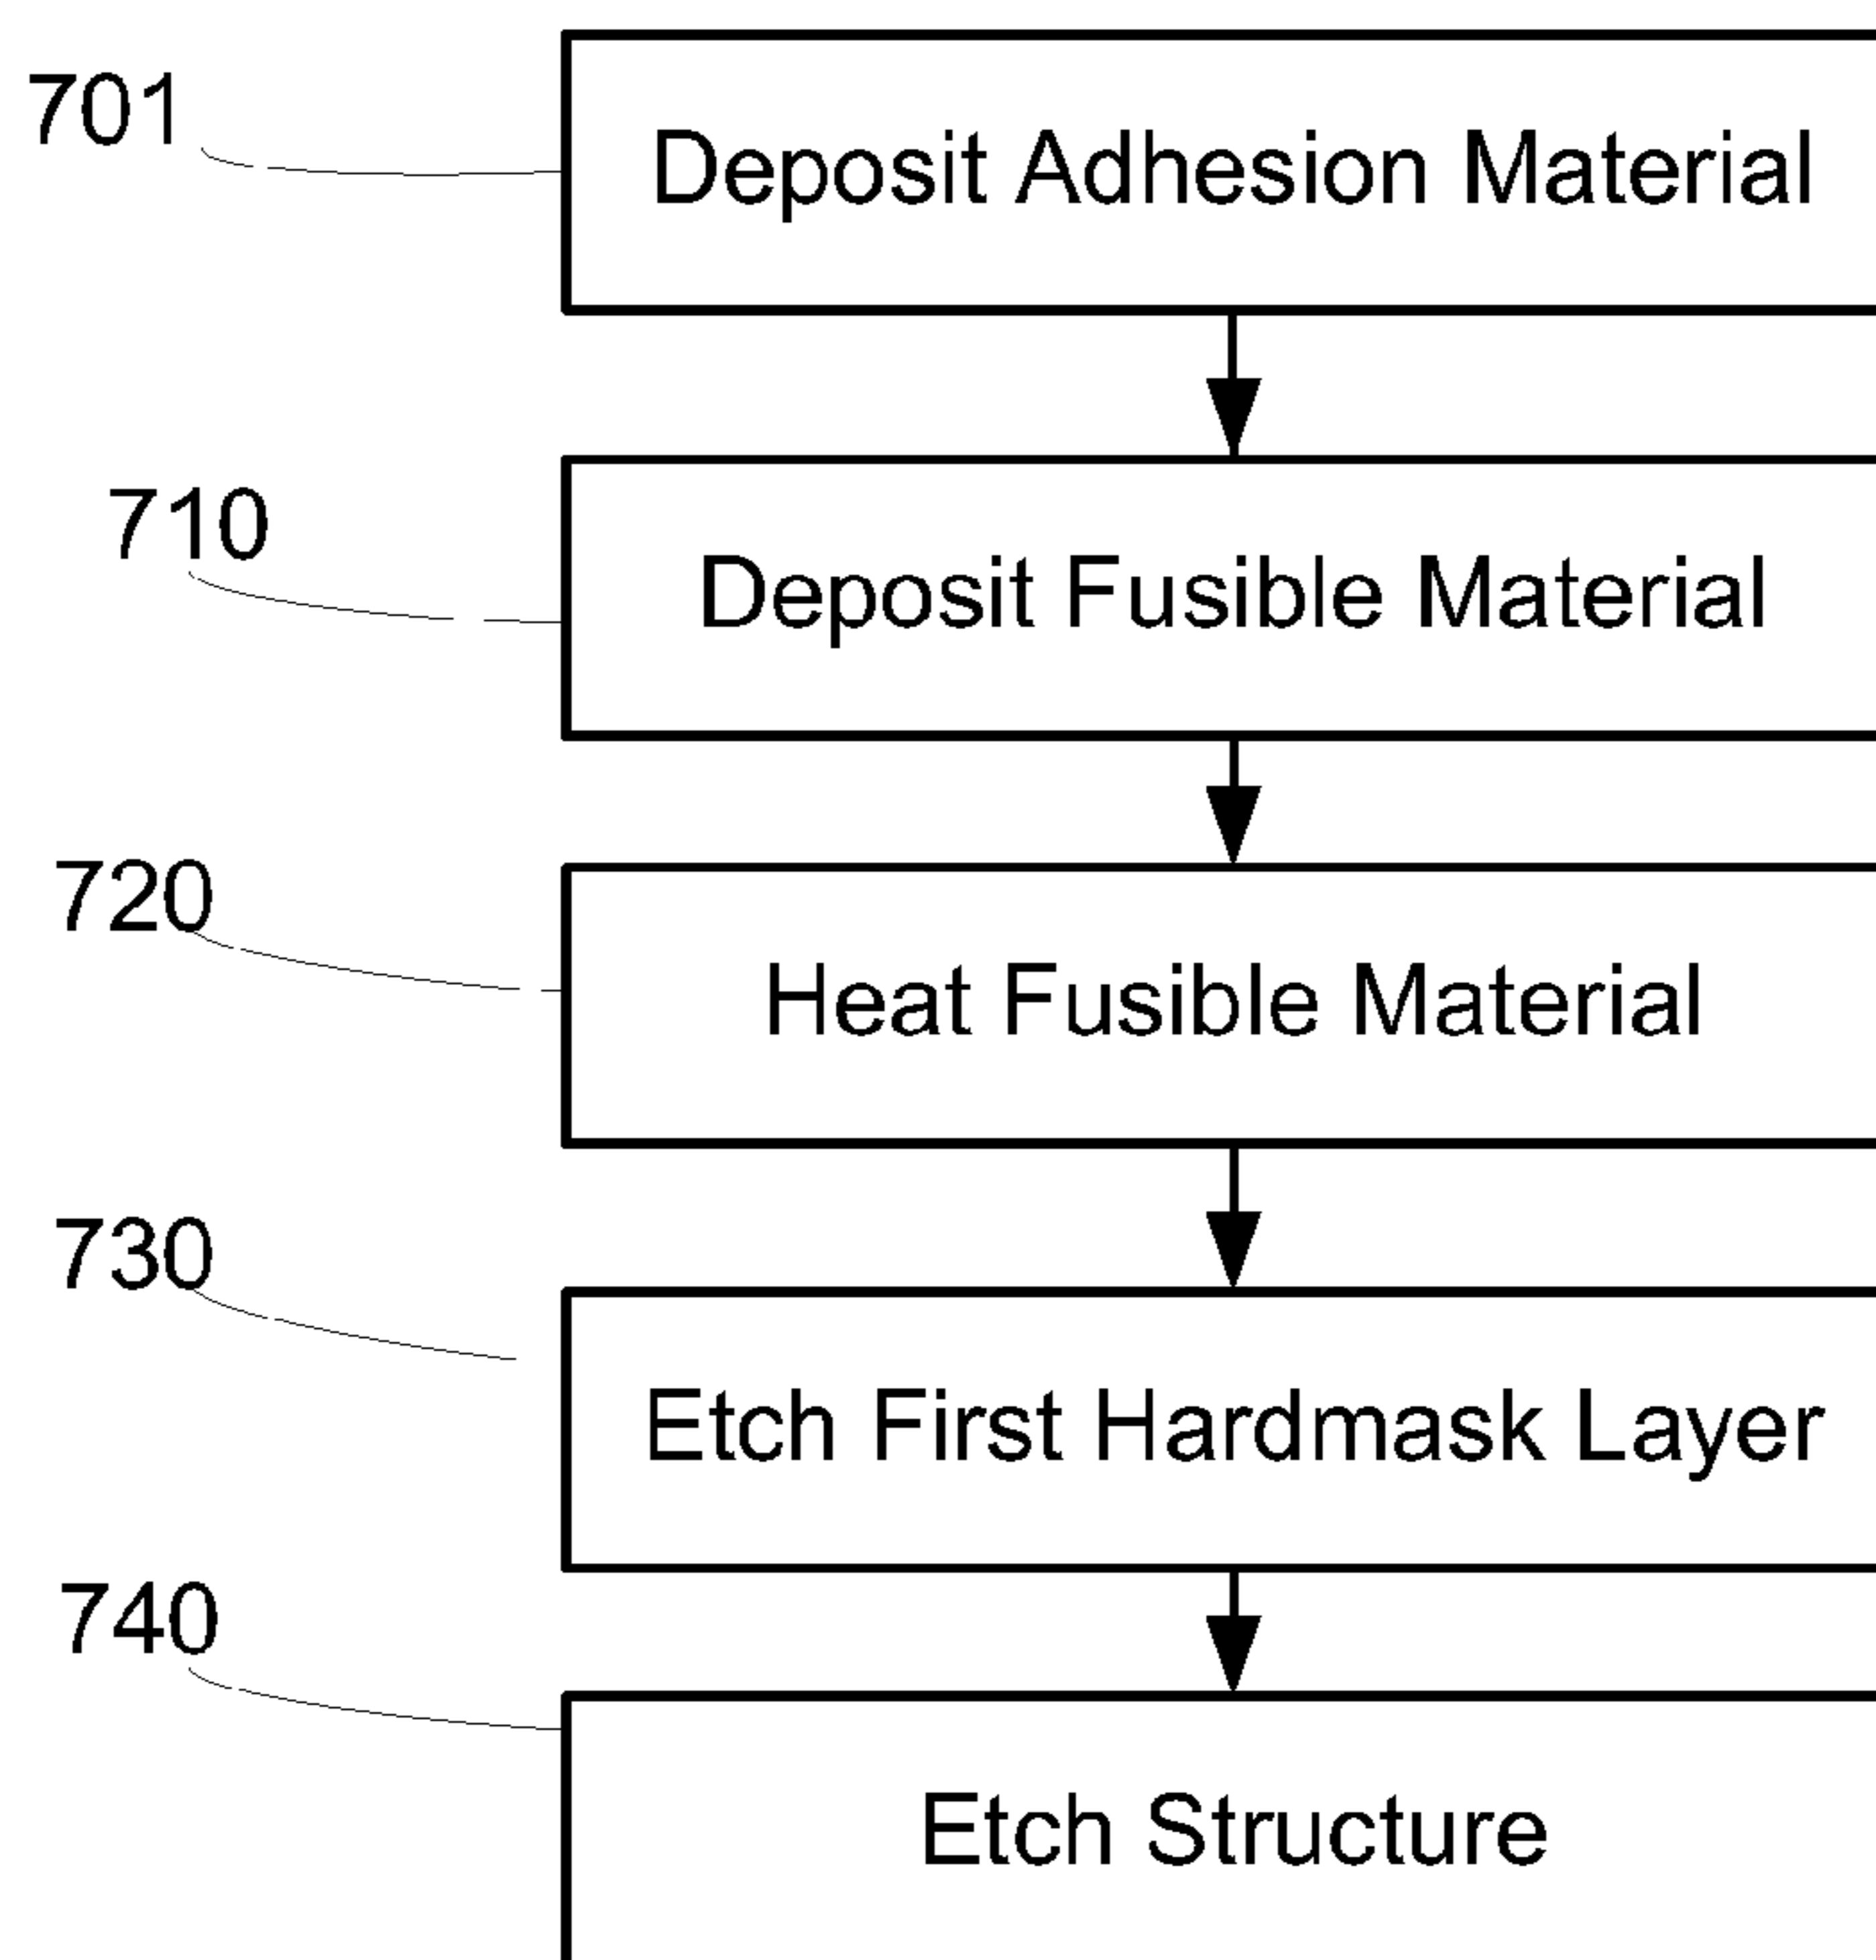 701
Deposit Adhesion Material
710
Deposit Fusible Material
720
Heat Fusible Material
730
Etch First Hardmask Layer
740
Etch Structure